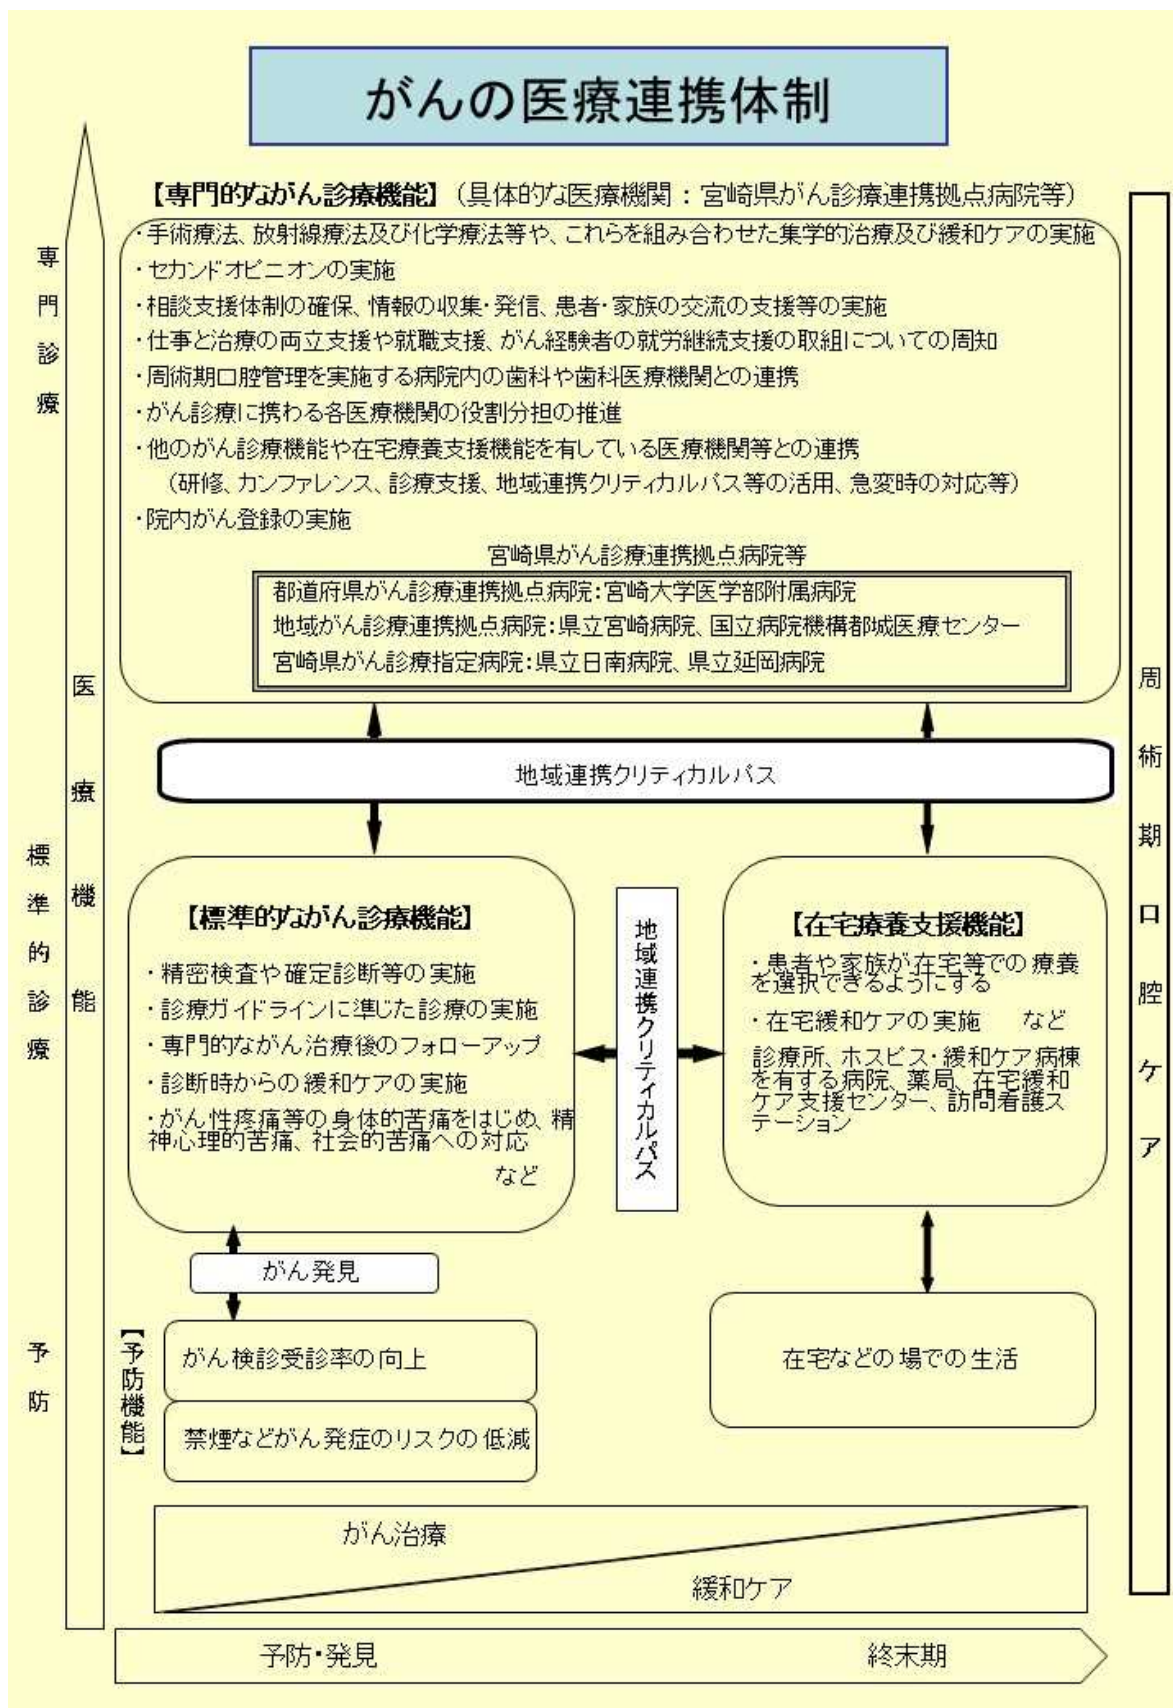 がんの医療連携体制
【専門的ながん診療機能】（具体的な医療機関：宮崎県がん診療連携拠点病院等）
・手術療法、放射線療法及び化学療法等や、これらを組み合わせた集学的治療及び緩和ケアの実施
・セカンドオピニオンの実施
・相談支援体制の確保、情報の収集・発信、患者・家族の交流の支援等の実施
・仕事と治療の両立支援や就職支援、がん経験者の就労継続支援の取組についての周知
・周術期口腔管理を実施する病院内の歯科や歯科医療機関との連携
・がん診療に携わる各医療機関の役割分担の推進
・他のがん診療機能や在宅療養支援機能を有している医療機関等との連携
（研修、カンファレンス、診療支援、地域連携クリティカルパス等の活用、急変時の対応等）
・院内がん登録の実施
宮崎県がん診療連携拠点病院等
都道府県がん診療連携拠点病院：宮崎大学医学部附属病院
地域がん診療連携拠点病院：県立宮崎病院、国立病院機構都城医療センター
宮崎県がん診療指定病院：県立日南病院、県立延岡病院
専門診療
医療機能
標準的診療
予防
周術期口腔ケア
地域連携クリティカルパス
【標準的ながん診療機能】
・精密検査や確定診断等の実施
・診療ガイドラインに準じた診療の実施
・専門的ながん治療後のフォローアップ
・診断時からの緩和ケアの実施
・がん性疼痛等の身体的苦痛をはじめ、精
神心理的苦痛、社会的苦痛への対応
など
地域連携クリティカルパス
【在宅療養支援機能】
・患者や家族が在宅等での療養
を選択できるようにする
・在宅緩和ケアの実施　など
診療所、ホスピス・緩和ケア病棟
を有する病院、薬局、在宅緩和
ケア支援センター、訪問看護ス
テーション
がん発見
【予防機能】
がん検診受診率の向上
禁煙などがん発症のリスクの低減
在宅などの場での生活
がん治療
緩和ケア
予防・発見
終末期